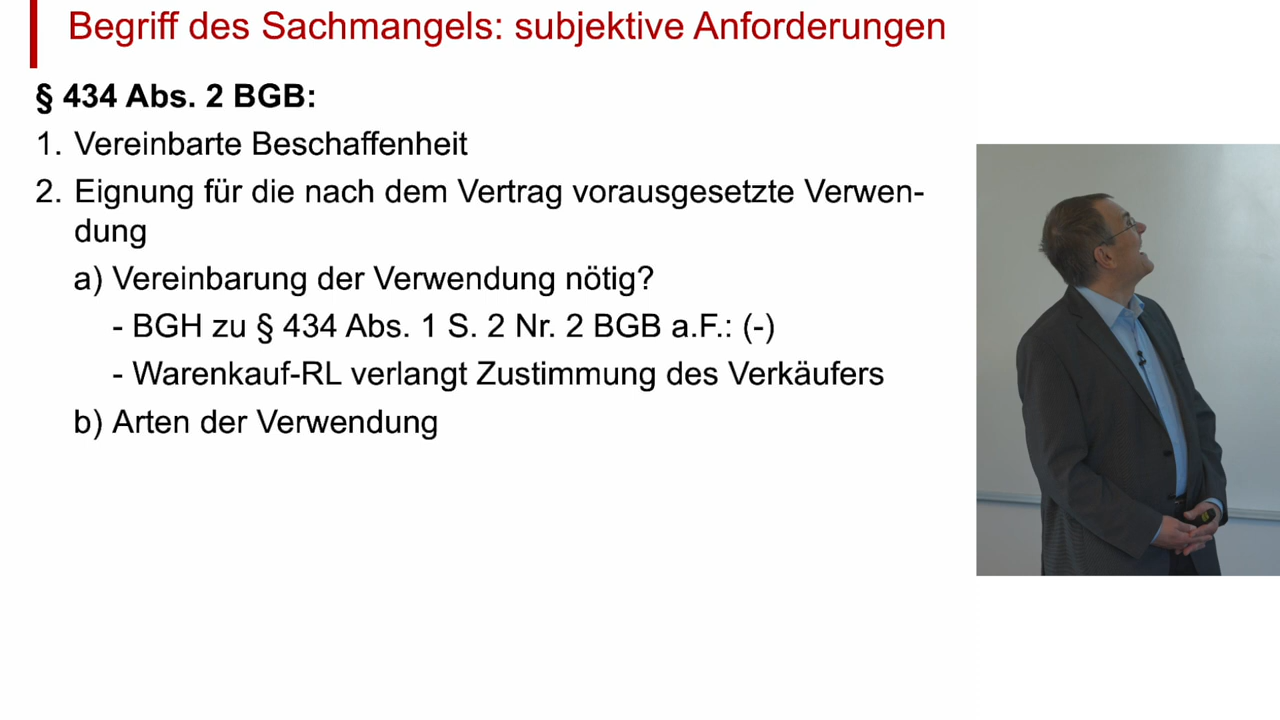 Begriff des Sachmangels: subjektive Anforderungen
§ 434 Abs. 2 BGB:
1. Vereinbarte Beschaffenheit
2. Eignung für die nach dem Vertrag vorausgesetzte Verwen-
dung
a) Vereinbarung der Verwendung nötig?
- BGH zu § 434 Abs. 1 S. 2 Nr. 2 BGB a.F.: (-)
- Warenkauf-RL verlangt Zustimmung des Verkäufers
b) Arten der Verwendung